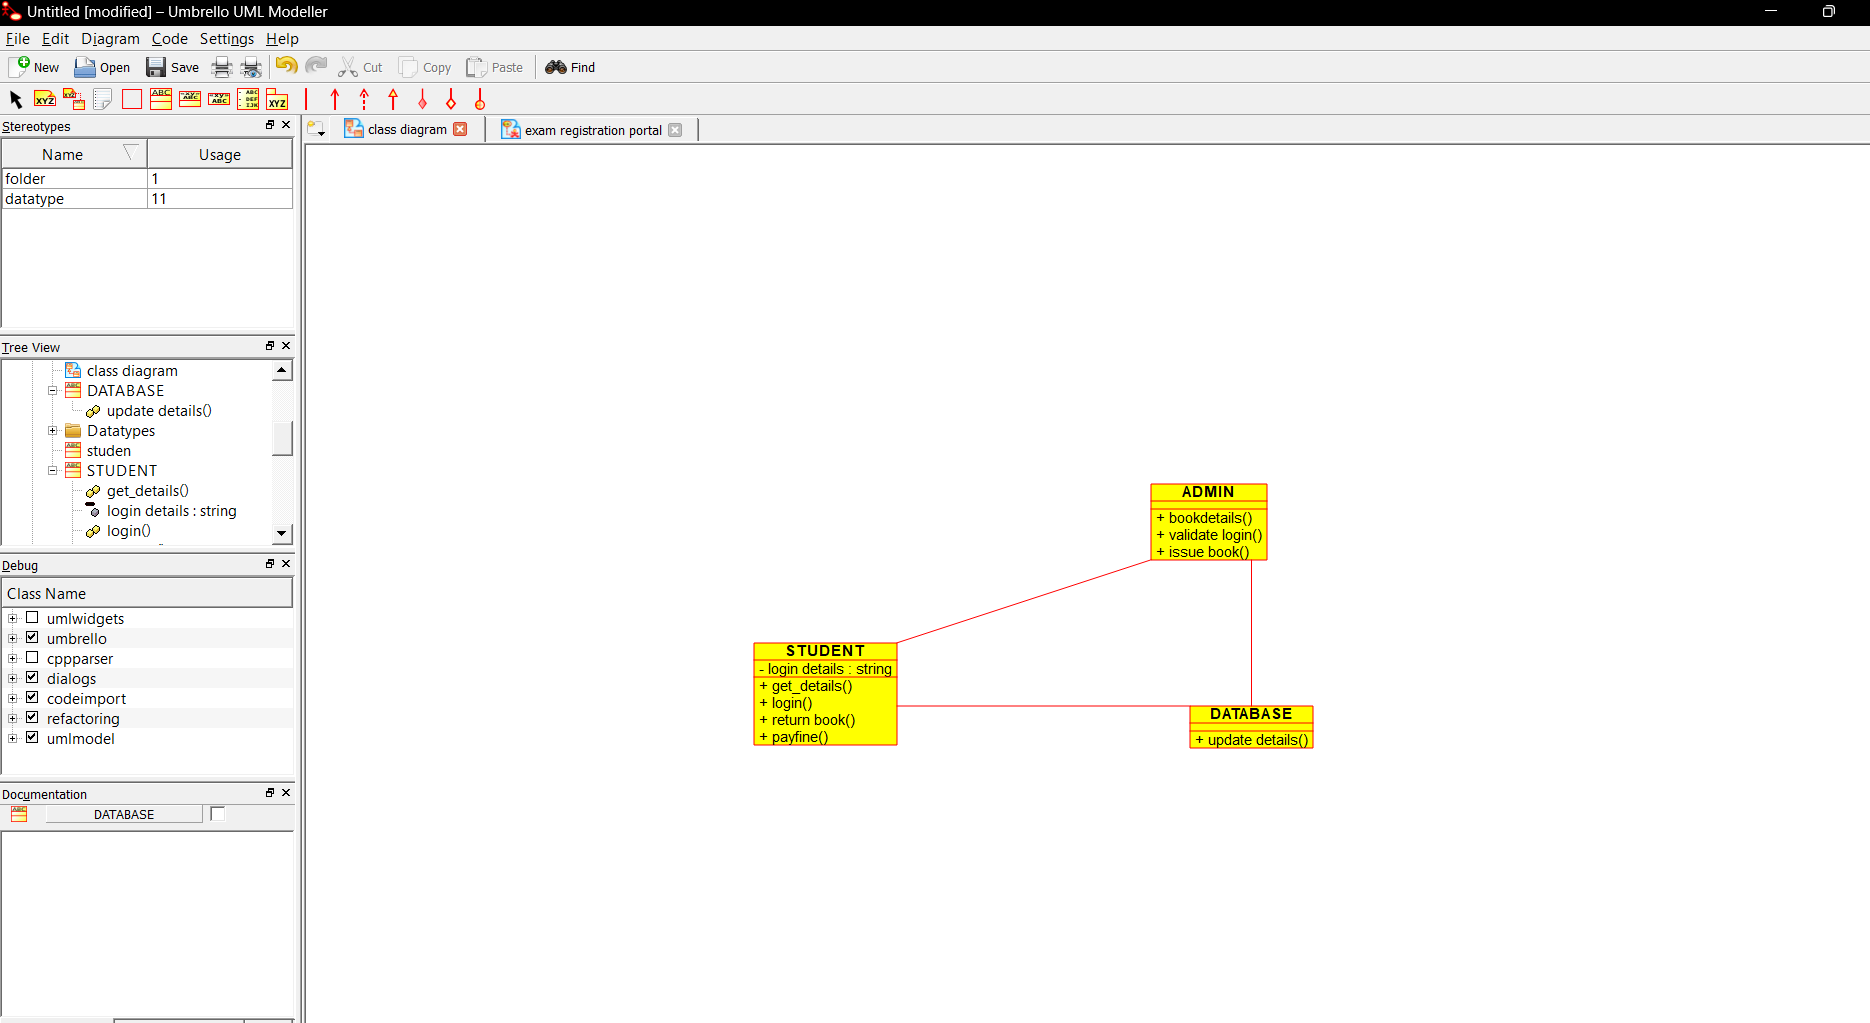 Untitled [modified] – Umbrello UML Modeller
File Edit Diagram Code Settings Help
New Open Save Cut Copy Paste Find
Stereotypes
Name Usage
folder 1
datatype 11
Tree View
class diagram
DATABASE
update details()
Datatypes
studen
STUDENT
get_details()
login details : string
login()
Debug
Class Name
umlwidgets
umbrello
cppparser
dialogs
codeimport
refactoring
umlmodel
Documentation
DATABASE
class diagram
exam registration portal
ADMIN
+ bookdetails()
+ validate login()
+ issue book()
STUDENT
- login details : string
+ get_details()
+ login()
+ return book()
+ payfine()
DATABASE
+ update details()